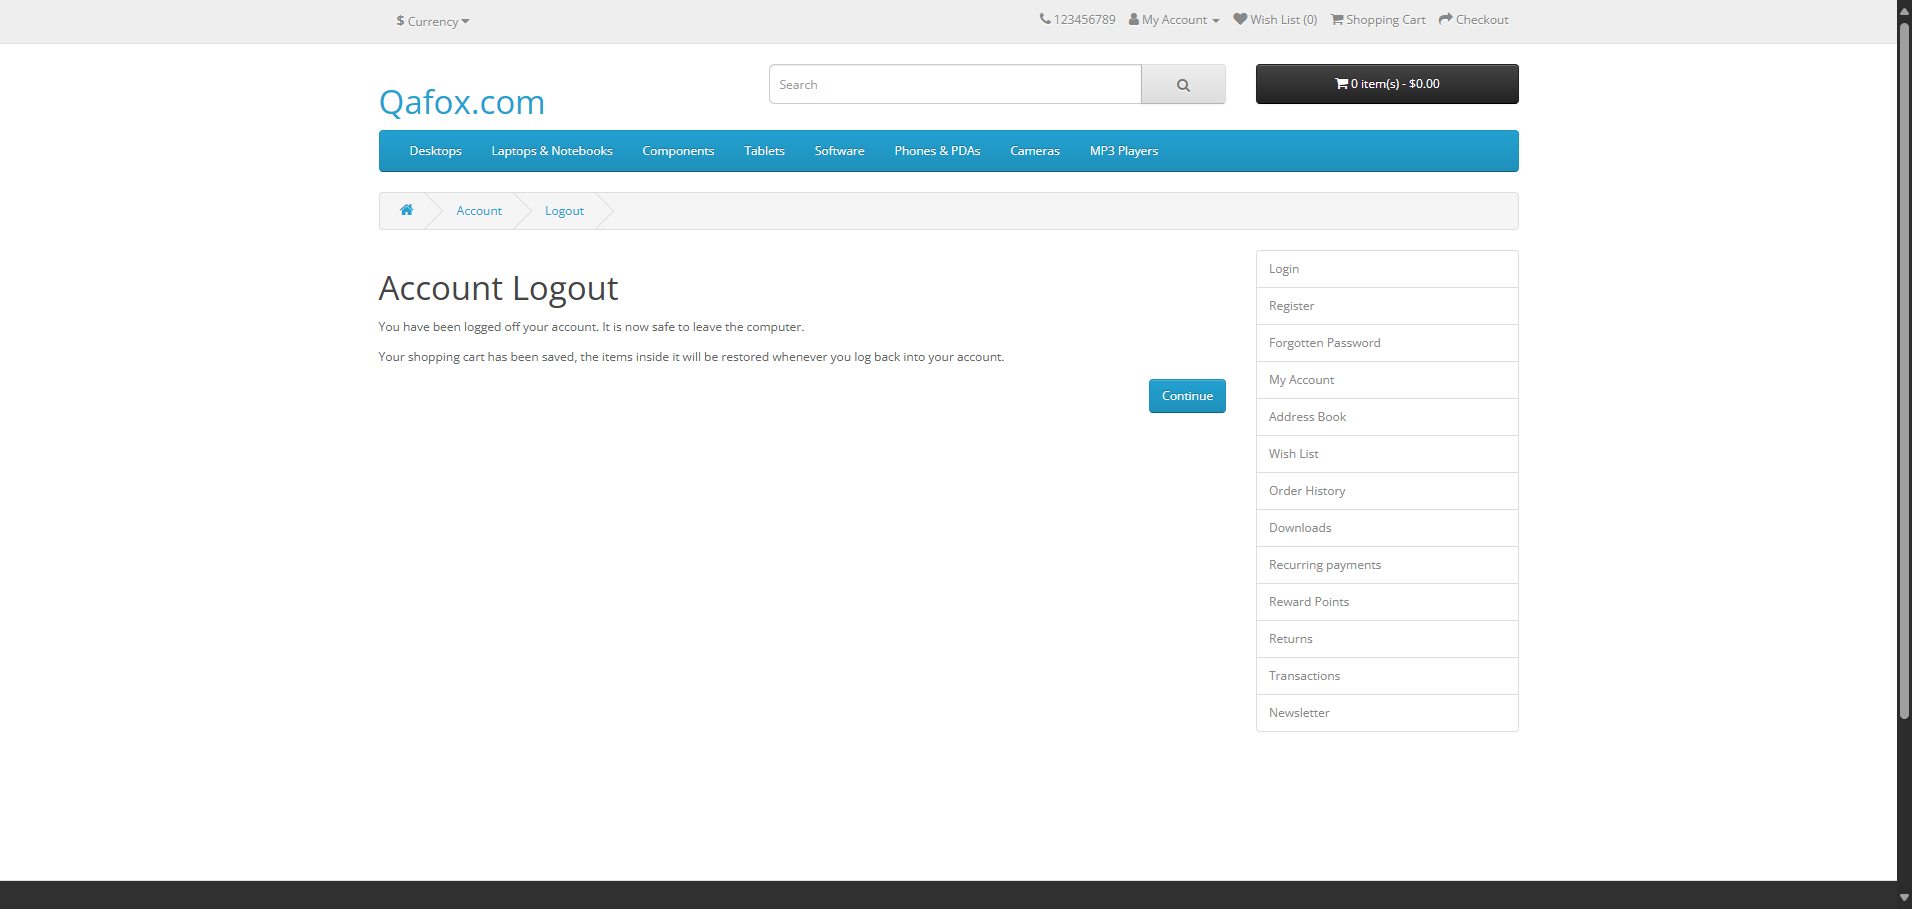 $ Currency
123456789 My Account Wish List (0) Shopping Cart Checkout
Qafox.com
Search
0 item(s) - $0.00
Desktops Laptops & Notebooks Components Tablets Software Phones & PDAs Cameras MP3 Players
Account Logout
Account Logout
You have been logged off your account. It is now safe to leave the computer.
Your shopping cart has been saved, the items inside it will be restored whenever you log back into your account.
Continue
Login
Register
Forgotten Password
My Account
Address Book
Wish List
Order History
Downloads
Recurring payments
Reward Points
Returns
Transactions
Newsletter